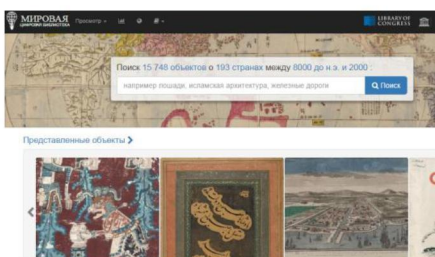 МИРОВАЯ
ЦИФРОВАЯ БИБЛИОТЕКА
Просмотр
LIBRARY OF
CONGRESS
Поиск 15 748 объектов о 193 странах между 8000 до н э. и 2000 :
например лошади, исламская архитектура, железные дороги
Поиск
Представленные объекты